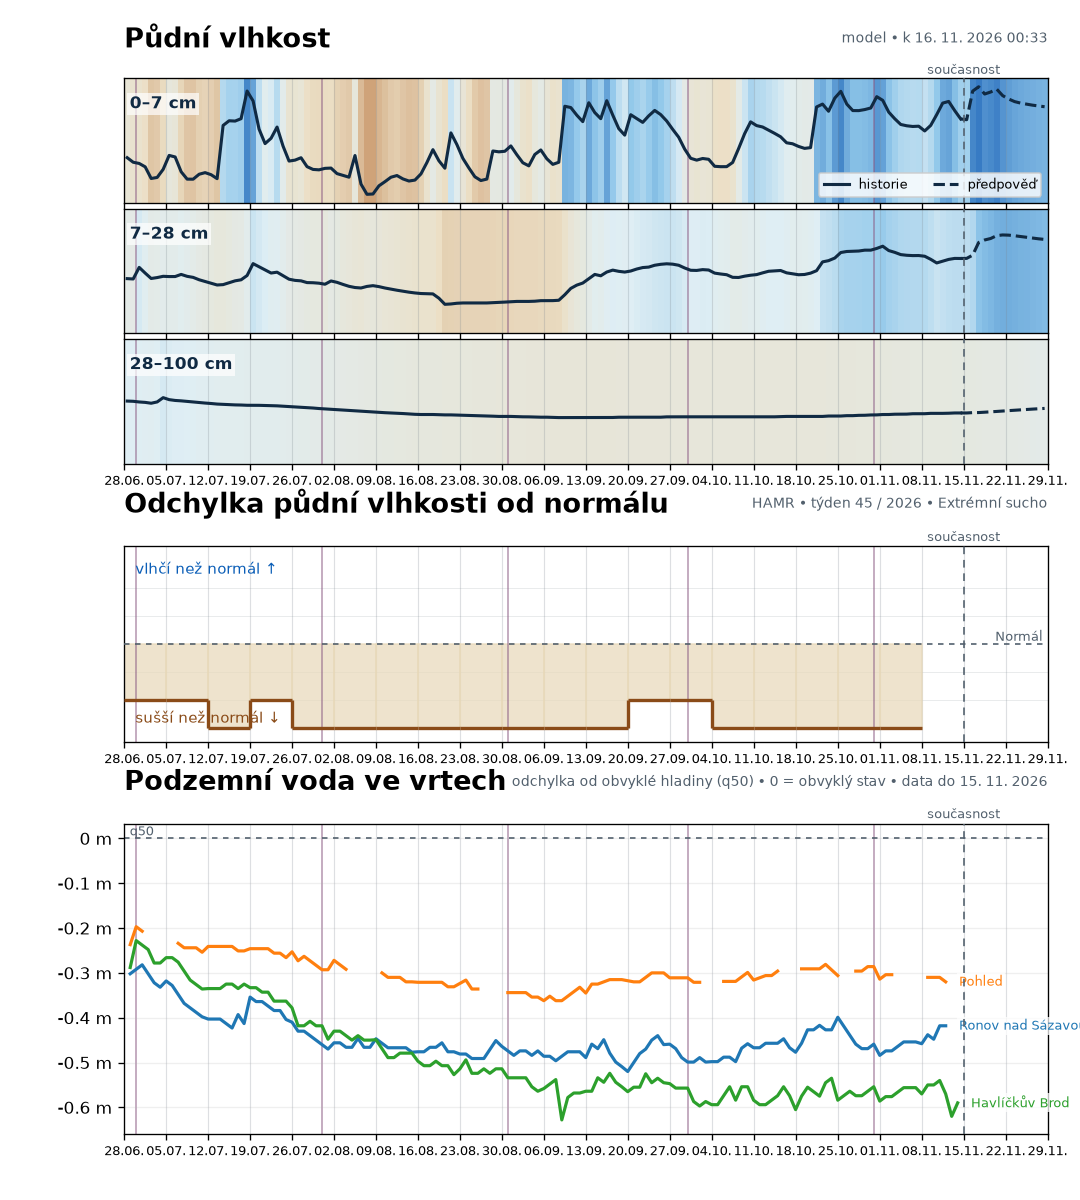 Půdní vlhkost
model • k 16. 11. 2026 00:33
současnost
0–7 cm
historie
předpověď
7–28 cm
28–100 cm
28.06. 05.07. 12.07. 19.07. 26.07. 02.08. 09.08. 16.08. 23.08. 30.08. 06.09. 13.09. 20.09. 27.09. 04.10. 11.10. 18.10. 25.10. 01.11. 08.11. 15.11. 22.11. 29.11.
Odchylka půdní vlhkosti od normálu
HAMR • týden 45 / 2026 • Extrémní sucho
současnost
vlhčí než normál ↑
Normál
sušší než normál ↓
28.06. 05.07. 12.07. 19.07. 26.07. 02.08. 09.08. 16.08. 23.08. 30.08. 06.09. 13.09. 20.09. 27.09. 04.10. 11.10. 18.10. 25.10. 01.11. 08.11. 15.11. 22.11. 29.11.
Podzemní voda ve vrtech
odchylka od obvyklé hladiny (q50) • 0 = obvyklý stav • data do 15. 11. 2026
současnost
q50
0 m
-0.1 m
-0.2 m
-0.3 m
Pohled
-0.4 m
Ronov nad Sázavou
-0.5 m
-0.6 m
Havlíčkův Brod
28.06. 05.07. 12.07. 19.07. 26.07. 02.08. 09.08. 16.08. 23.08. 30.08. 06.09. 13.09. 20.09. 27.09. 04.10. 11.10. 18.10. 25.10. 01.11. 08.11. 15.11. 22.11. 29.11.